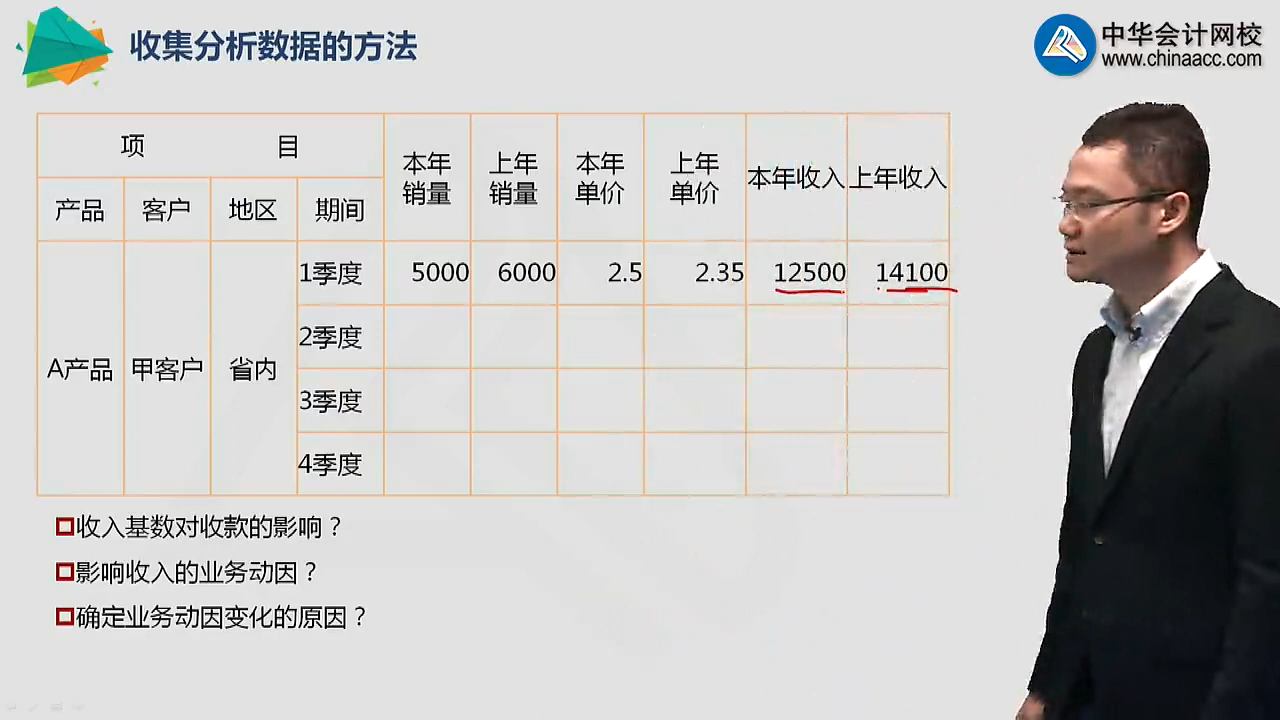 收集分析数据的方法
中华会计网校
www.chinaacc.com
项 目 本年销量 上年销量 本年单价 上年单价 本年收入 上年收入
产品 客户 地区 期间
A产品 甲客户 省内
1季度 5000 6000 2.5 2.35 12500 14100
2季度
3季度
4季度
收入基数对收款的影响？
影响收入的业务动因？
确定业务动因变化的原因？